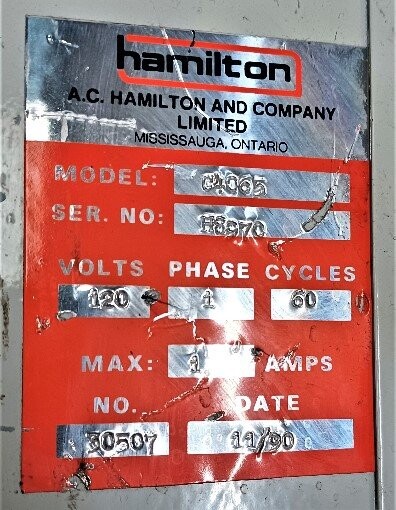 hamilton
A.C. HAMILTON AND COMPANY
LIMITED
MISSISSAUGA, ONTARIO
MODEL:
SER. NO:
VOLTS PHASE CYCLES
120 1 60
MAX: 1 AMPS
NO. DATE
30507 11/90